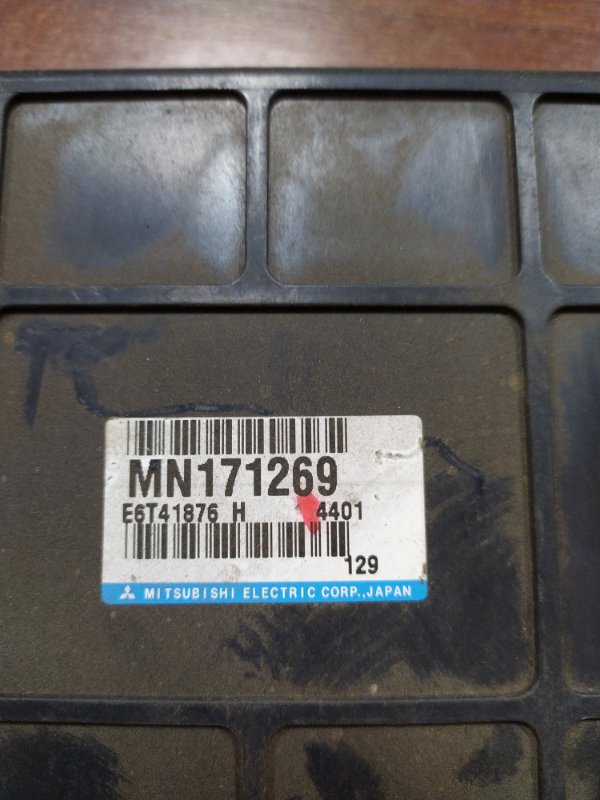 MN171269
E6T41876 H 4401
129
MITSUBISHI ELECTRIC CORP.,JAPAN